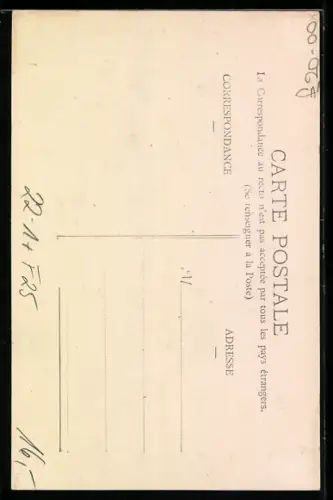 CARTE POSTALE
La Correspondance au recto n'est pas acceptée par tous les pays étrangers.
(Se renseigner à la Poste)
CORRESPONDANCE
ADRESSE
16,-